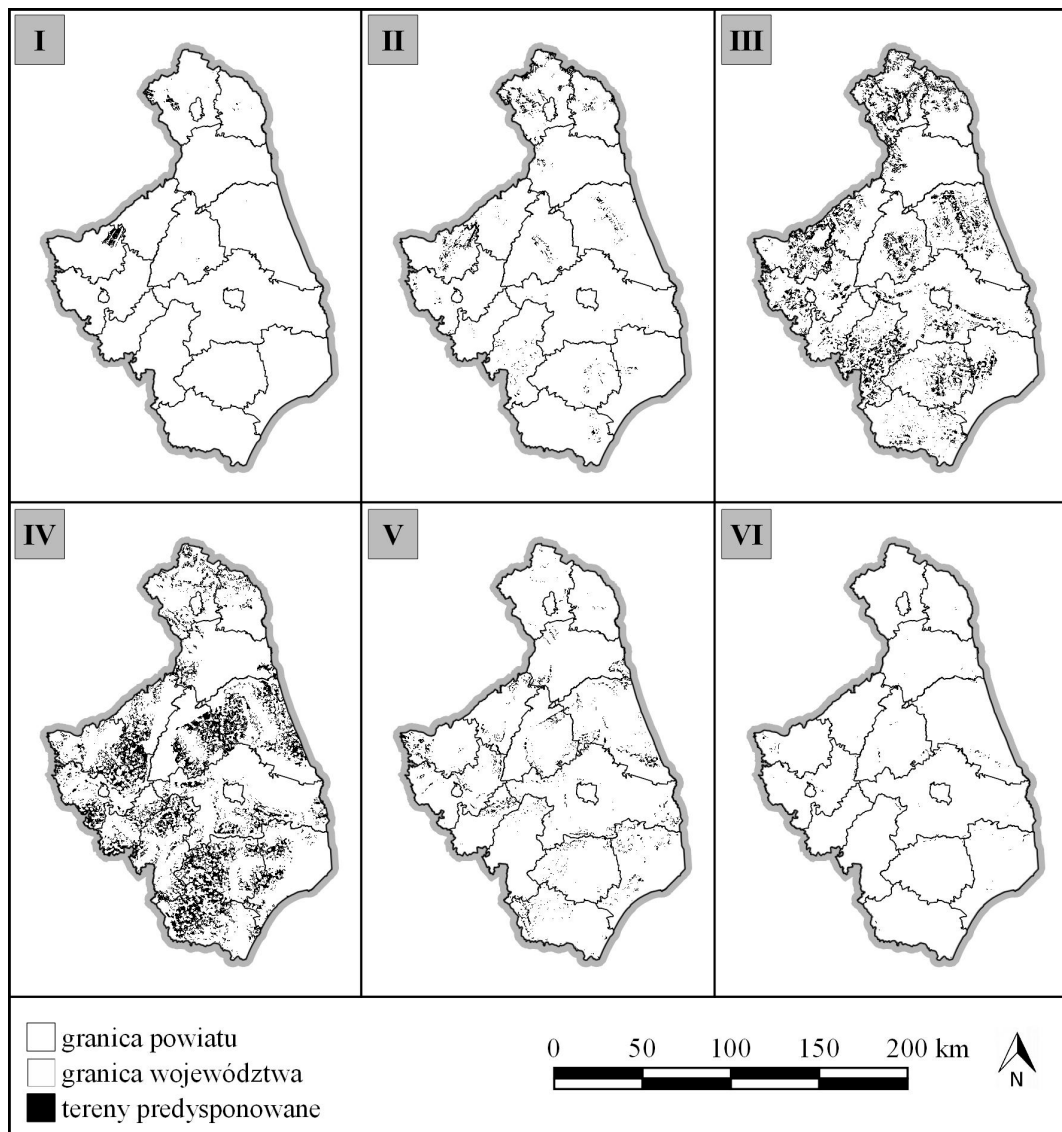 I
II
III
IV
V
VI
granica powiatu
granica województwa
tereny predysponowane
0 50 100 150 200 km
N